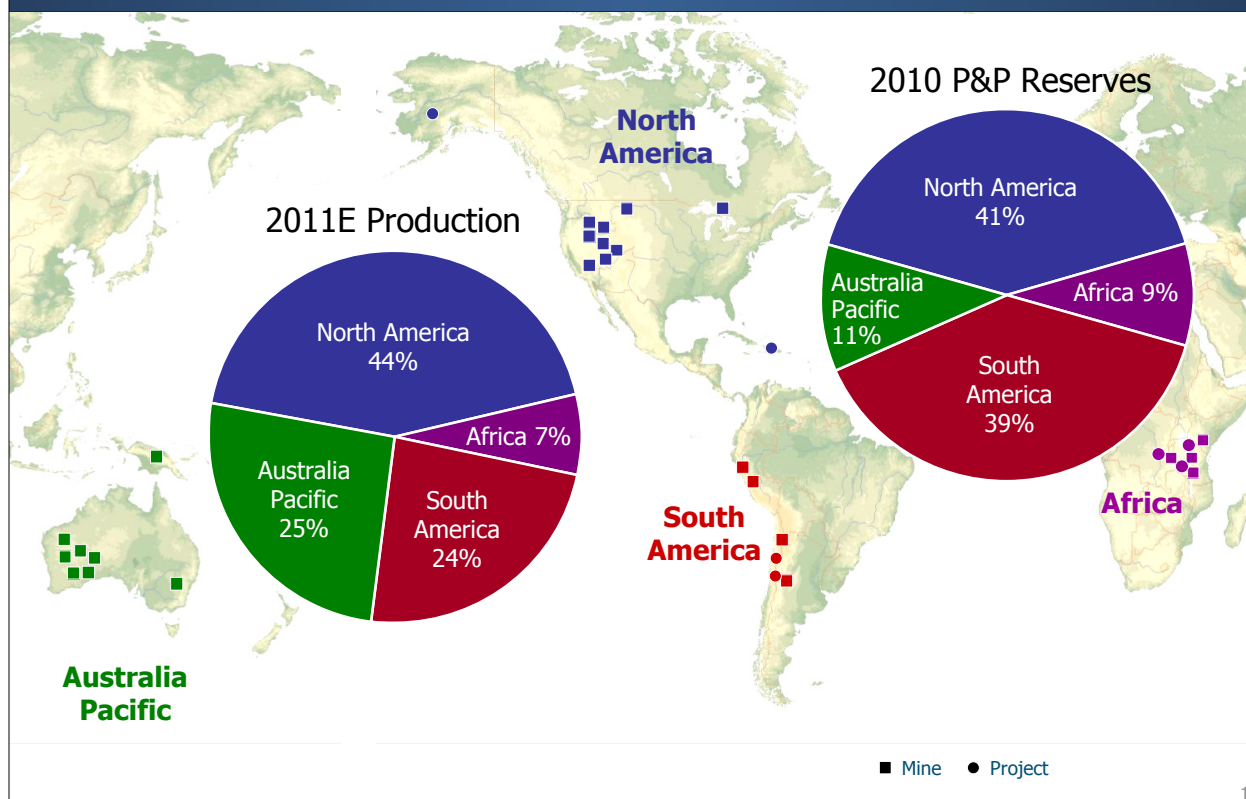 2010 P&P Reserves
North America
41%
Australia
Pacific
11%
Africa 9%
South
America
39%
North
America
2011E Production
North America
44%
Africa 7%
Australia
Pacific
25%
South
America
24%
South
America
Africa
Australia
Pacific
Mine
Project
1